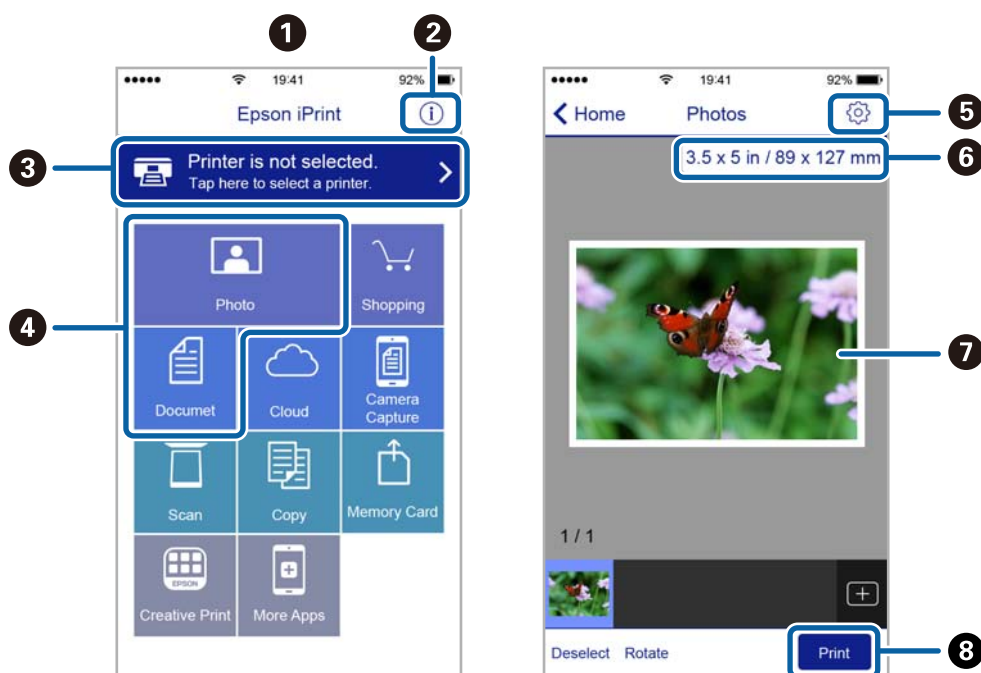 1
2
19:41
92%
Epson iPrint
i
3
Printer is not selected.
Tap here to select a printer.
4
Photo
Shopping
Documet
Cloud
Camera
Capture
Scan
Copy
Memory Card
EPSON
Creative Print
More Apps
19:41
92%
Home
Photos
5
3.5 x 5 in / 89 x 127 mm
6
7
1 / 1
Deselect
Rotate
Print
8